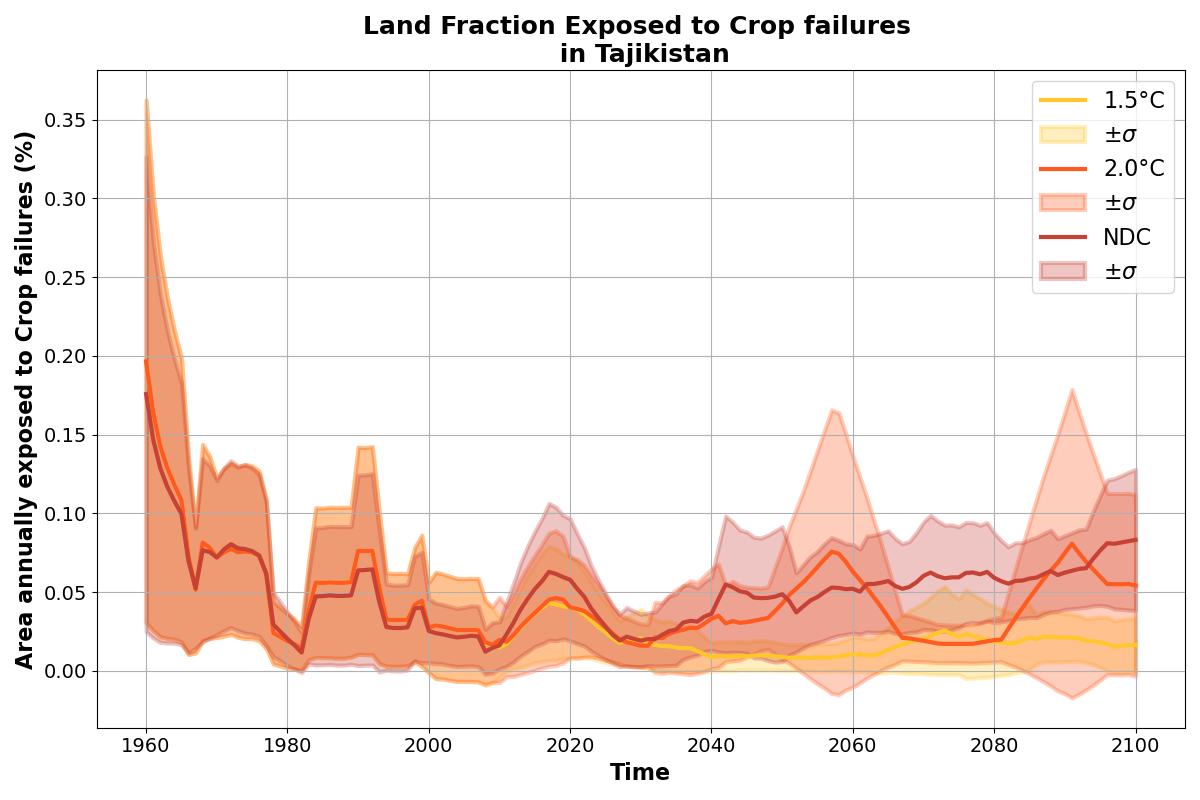 Land Fraction Exposed to Crop failures
in Tajikistan
Area annually exposed to Crop failures (%)
0.35
0.30
0.25
0.20
0.15
0.10
0.05
0.00
1.5°C
±σ
2.0°C
±σ
NDC
±σ
1960
1980
2000
2020
2040
2060
2080
2100
Time